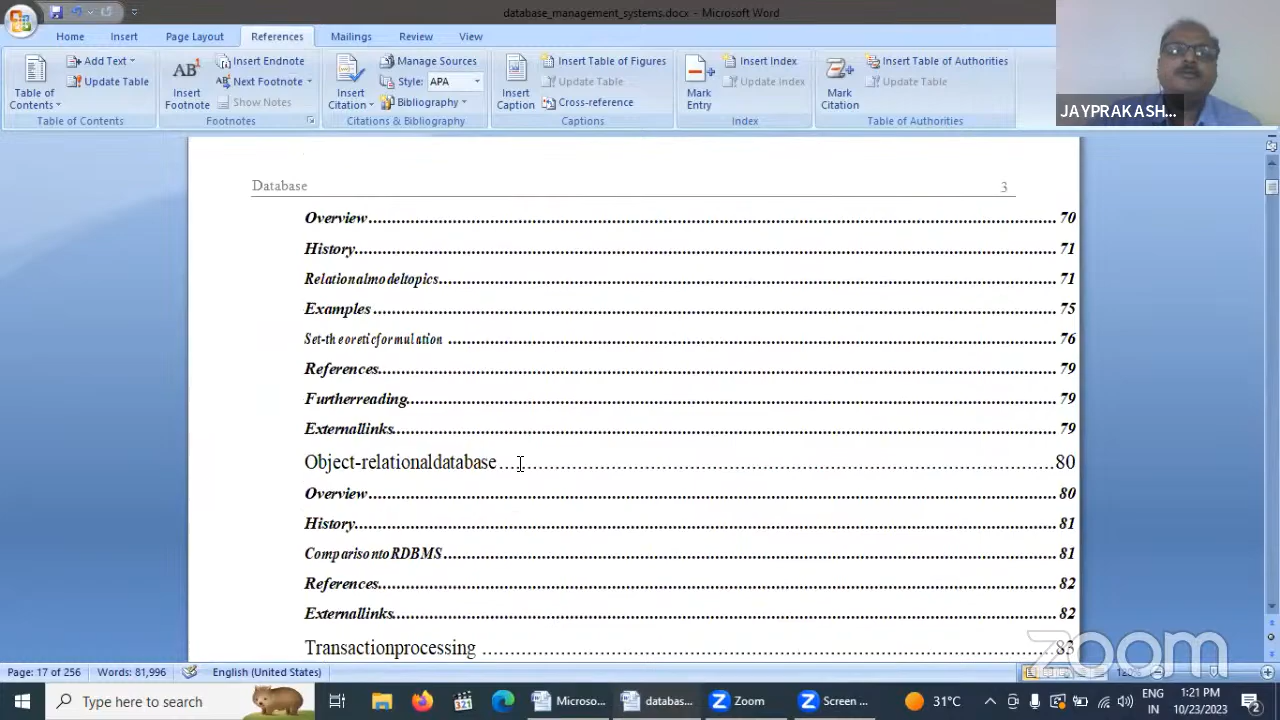 database_management_systems.docx - Microsoft Word
Home Insert Page Layout References Mailings Review View
JAYPRAKASH...
Table of Contents
Add Text
Update Table
Table of Contents
AB1 Insert Footnote
Insert Endnote
Next Footnote
Show Notes
Footnotes
Insert Citation
Manage Sources
Style: APA
Bibliography
Citations & Bibliography
Insert Caption
Insert Table of Figures
Update Table
Cross-reference
Captions
Mark Entry
Insert Index
Update Index
Index
Mark Citation
Insert Table of Authorities
Update Table
Table of Authorities
Database 3
Overview 70
History 71
Relationalmodeltopics 71
Examples 75
Set-theoreticformulation 76
References 79
Furtherreading 79
Externallinks 79
Object-relationaldatabase 80
Overview 80
History 81
ComparisontoRDBMS 81
References 82
Externallinks 82
Transactionprocessing 83
zoom
Page: 17 of 256 Words: 81,996 English (United States)
Type here to search
Microso...
databas...
Zoom
Screen ...
31°C
ENG
IN
1:21 PM
10/23/2023
2